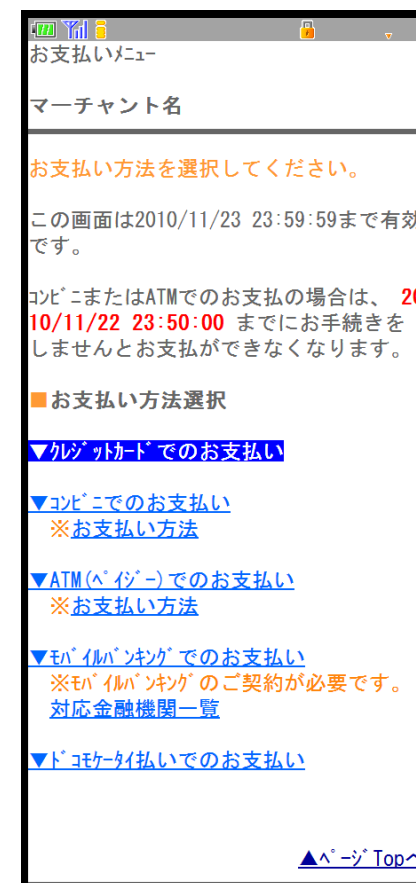 お支払いﾒﾆｭｰ
マーチャント名
お支払い方法を選択してください。
この画面は2010/11/23 23:59:59まで有効
です。
ｺﾝﾋﾞﾆまたはATMでのお支払の場合は、 20
10/11/22 23:50:00 までにお手続きを
しませんとお支払ができなくなります。
■お支払い方法選択
▼ｸﾚｼﾞｯﾄｶｰﾄﾞでのお支払い
▼ｺﾝﾋﾞﾆでのお支払い
※お支払い方法
▼ATM(ﾍﾟｲｼﾞｰ)でのお支払い
※お支払い方法
▼ﾓﾊﾞｲﾙﾊﾞﾝｷﾝｸﾞでのお支払い
※ﾓﾊﾞｲﾙﾊﾞﾝｷﾝｸﾞのご契約が必要です。
対応金融機関一覧
▼ﾄﾞｺﾓｹｰﾀｲ払いでのお支払い
▲ﾍﾟｰｼﾞTopへ